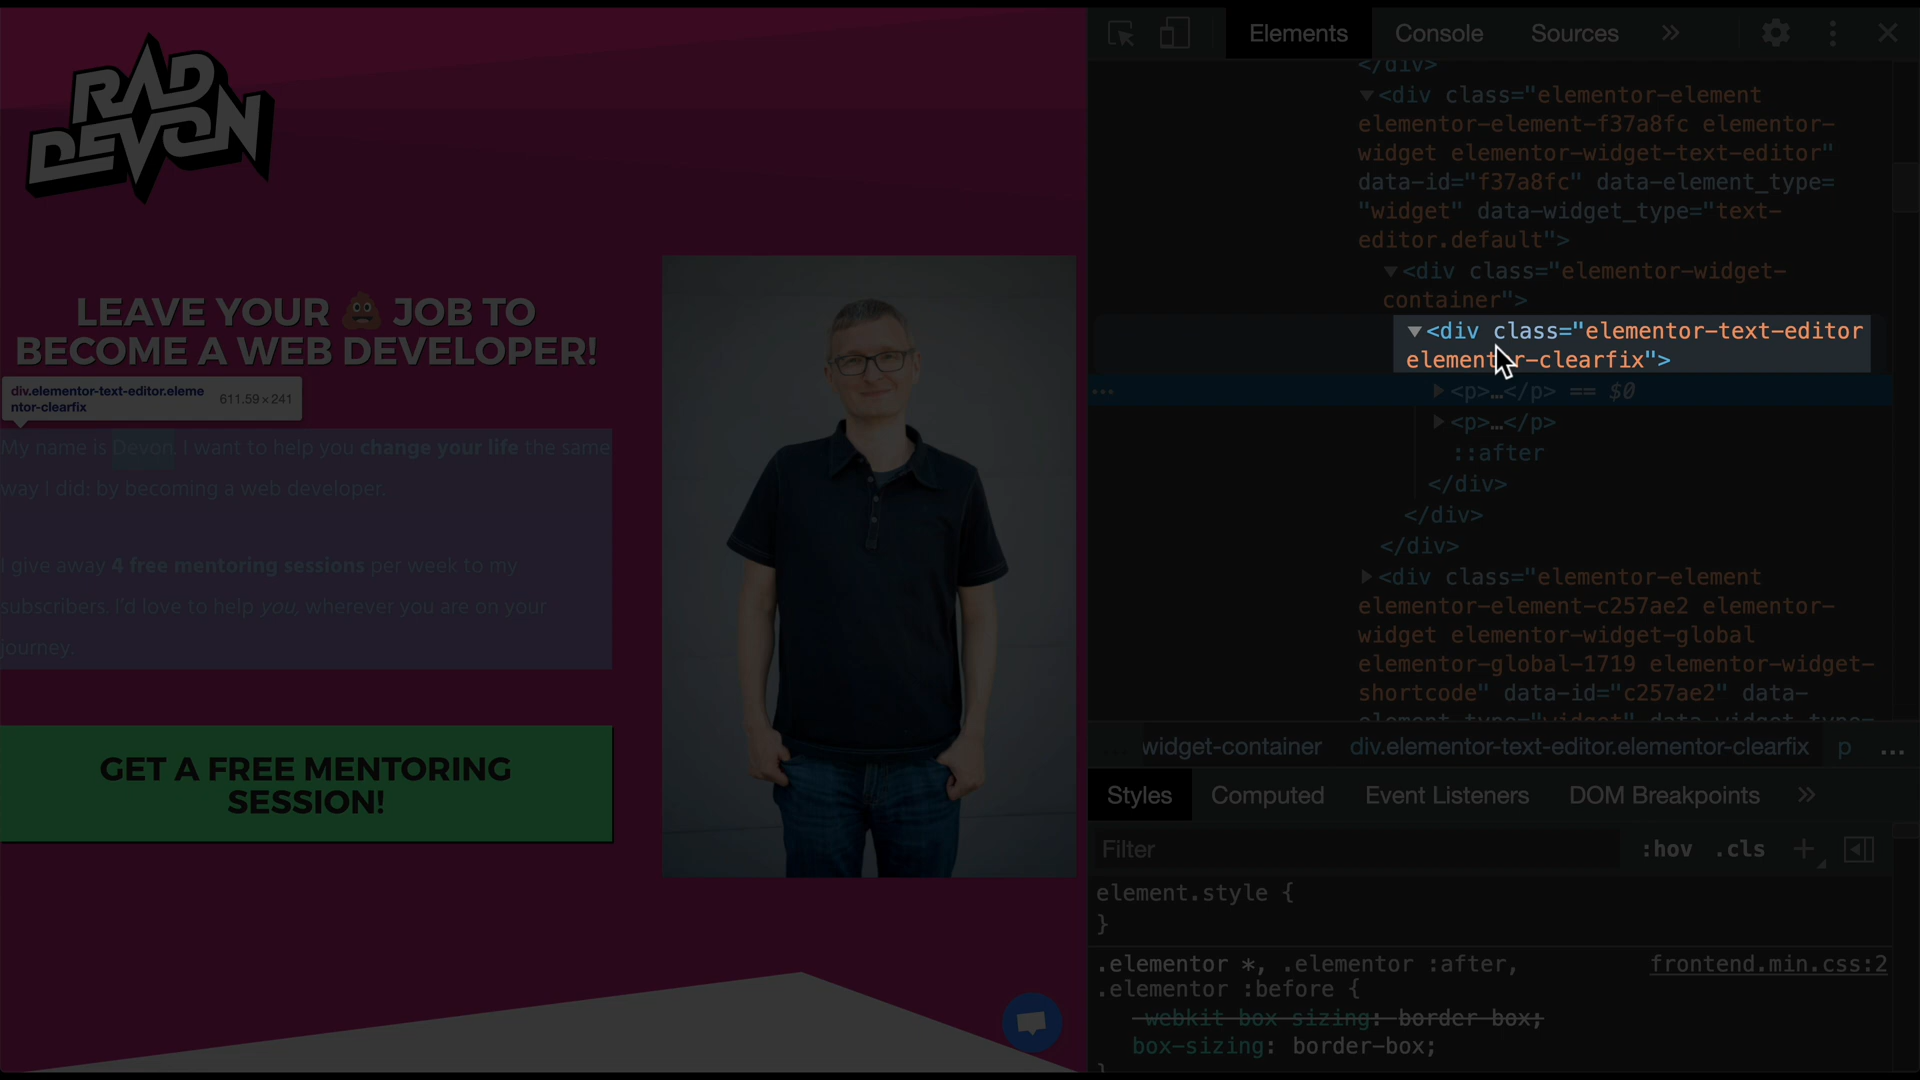 RAD
DEVON
LEAVE YOUR 💩 JOB TO
BECOME A WEB DEVELOPER!
div.elementor-text-editor.eleme
ntor-clearfix
611.59 × 241
My name is Devon. I want to help you change your life the same
way I did: by becoming a web developer.
I give away 4 free mentoring sessions per week to my
subscribers. I'd love to help you, wherever you are on your
journey.
GET A FREE MENTORING
SESSION!
Elements Console Sources »
</div>
▼<div class="elementor-element
elementor-element-f37a8fc elementor-
widget elementor-widget-text-editor"
data-id="f37a8fc" data-element_type=
"widget" data-widget_type="text-
editor.default">
▼<div class="elementor-widget-
container">
▼<div class="elementor-text-editor
elementor-clearfix">
… ▶<p>…</p> == $0
▶<p>…</p>
::after
</div>
</div>
</div>
▶<div class="elementor-element
elementor-element-c257ae2 elementor-
widget elementor-widget-global
elementor-global-1719 elementor-widget-
shortcode" data-id="c257ae2" data-
element_type="widget" data-widget_type=
… widget-container div.elementor-text-editor.elementor-clearfix p …
Styles Computed Event Listeners DOM Breakpoints »
Filter :hov .cls +
element.style {
}
.elementor *, .elementor :after, frontend.min.css:2
.elementor :before {
-webkit-box-sizing: border-box;
box-sizing: border-box;
}